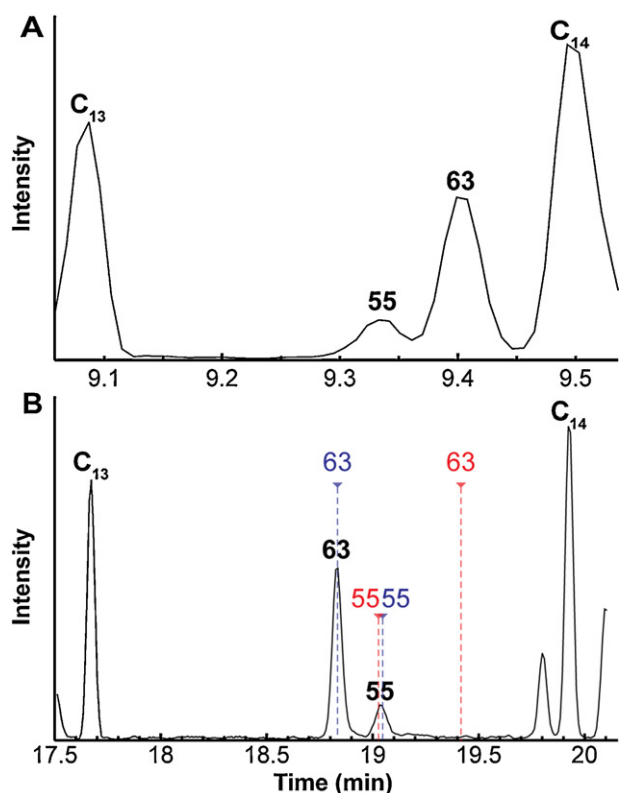 A
Intensity
C₁₃
55
63
C₁₄
9.1 9.2 9.3 9.4 9.5
B
Intensity
C₁₃
63
63
C₁₄
63
55 55
55
17.5 18 18.5 19 19.5 20
Time (min)